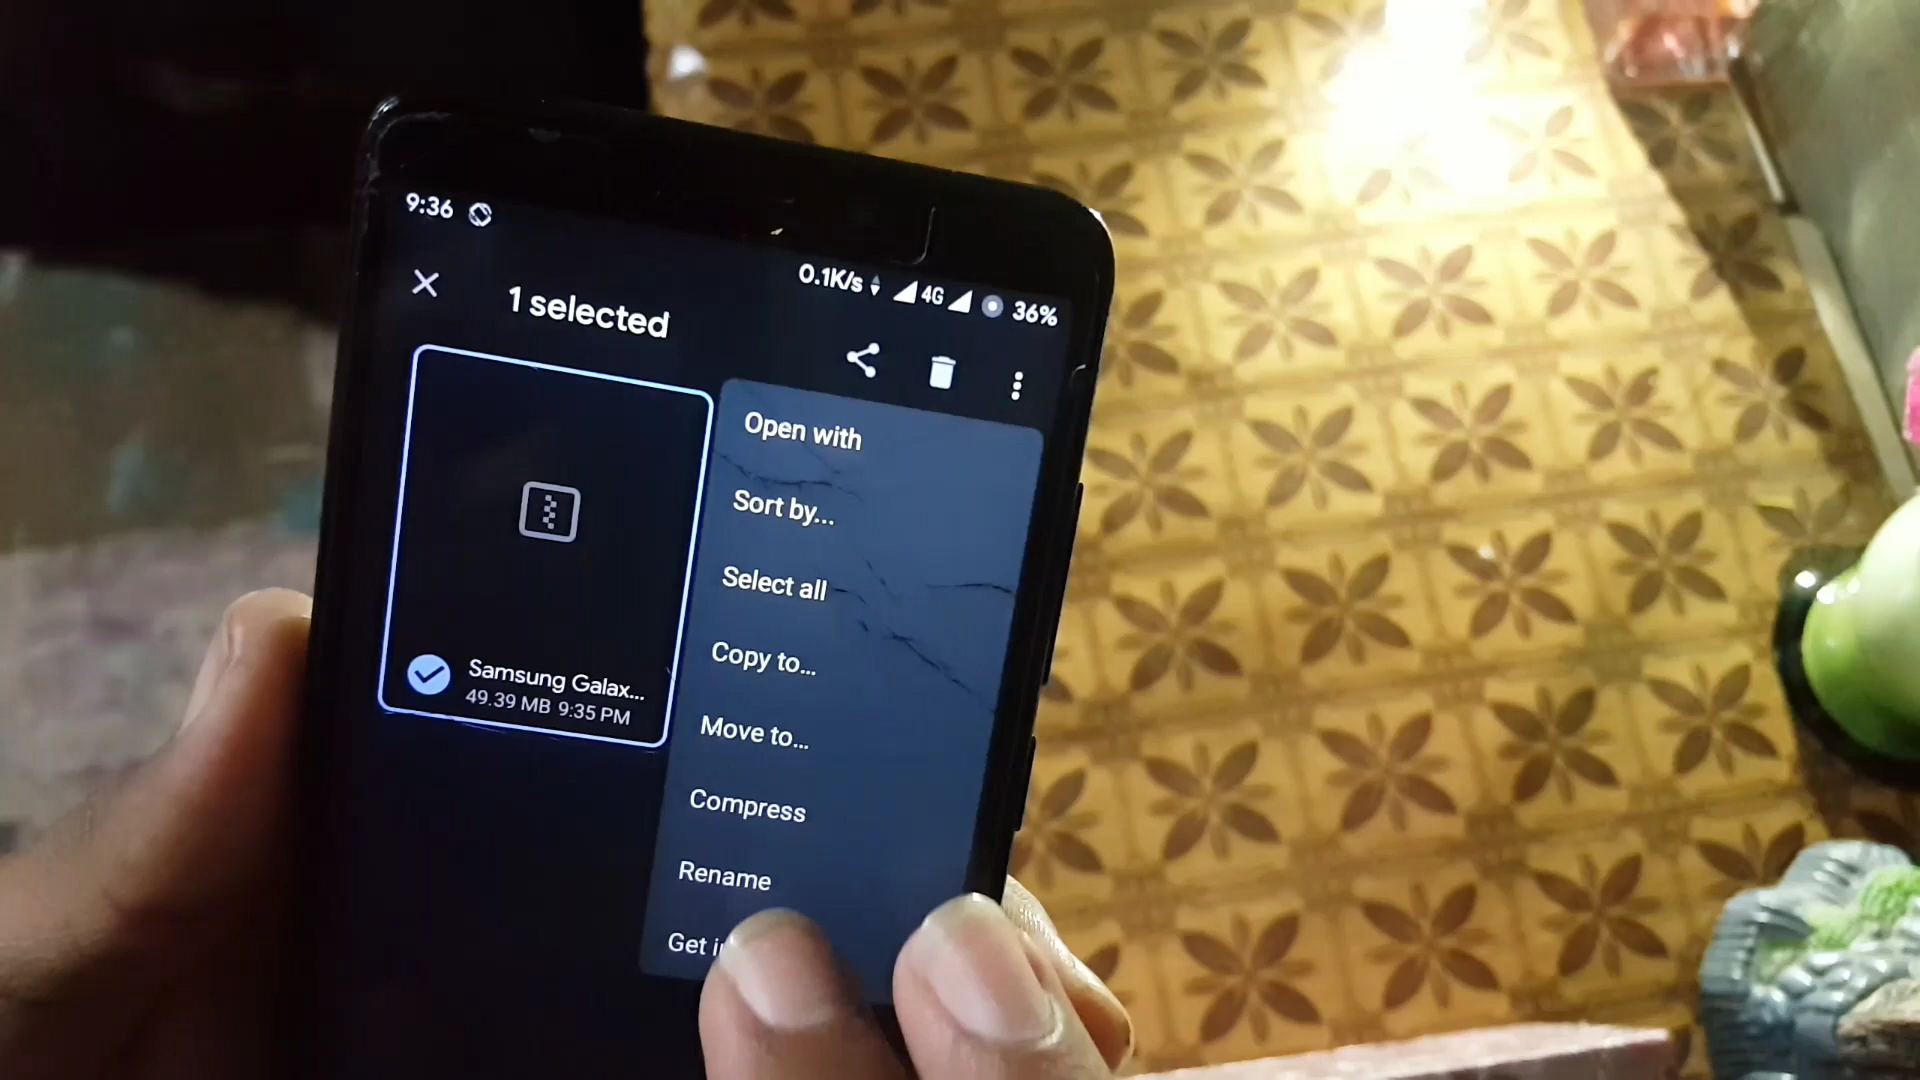 9:36
0.1K/s 4G 36%
1 selected
Open with
Sort by...
Select all
Copy to...
Move to...
Compress
Rename
Get
Samsung Galax...
49.39 MB 9:35 PM